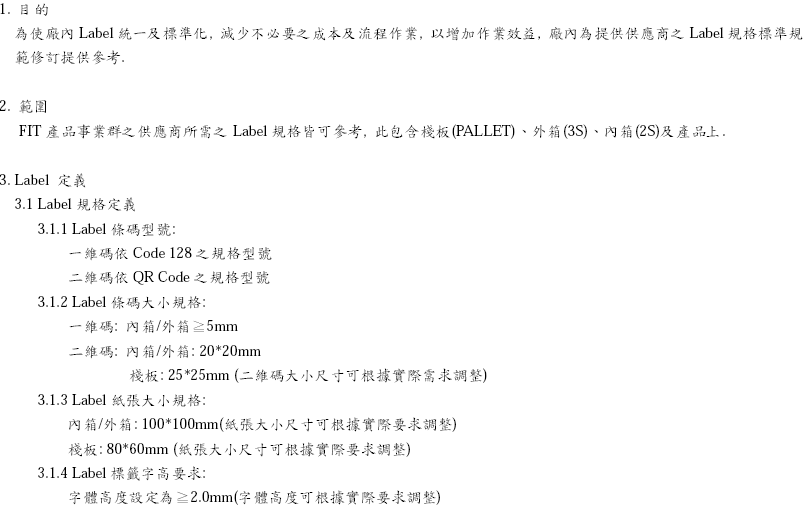 1. 目的
為使廠內 Label 統一及標準化, 減少不必要之成本及流程作業, 以增加作業效益, 廠內為提供供應商之 Label 規格標準規
範修訂提供參考.
2. 範圍
FIT 產品事業群之供應商所需之 Label 規格皆可參考, 此包含棧板(PALLET)、外箱(3S)、內箱(2S)及產品上.
3. Label 定義
3.1 Label 規格定義
3.1.1 Label 條碼型號:
一維碼依 Code 128 之規格型號
二維碼依 QR Code 之規格型號
3.1.2 Label 條碼大小規格:
一維碼: 內箱/外箱≧5mm
二維碼: 內箱/外箱: 20*20mm
棧板: 25*25mm (二維碼大小尺寸可根據實際需求調整)
3.1.3 Label 紙張大小規格:
內箱/外箱: 100*100mm(紙張大小尺寸可根據實際要求調整)
棧板: 80*60mm (紙張大小尺寸可根據實際要求調整)
3.1.4 Label 標籤字高要求:
字體高度設定為≧2.0mm(字體高度可根據實際要求調整)